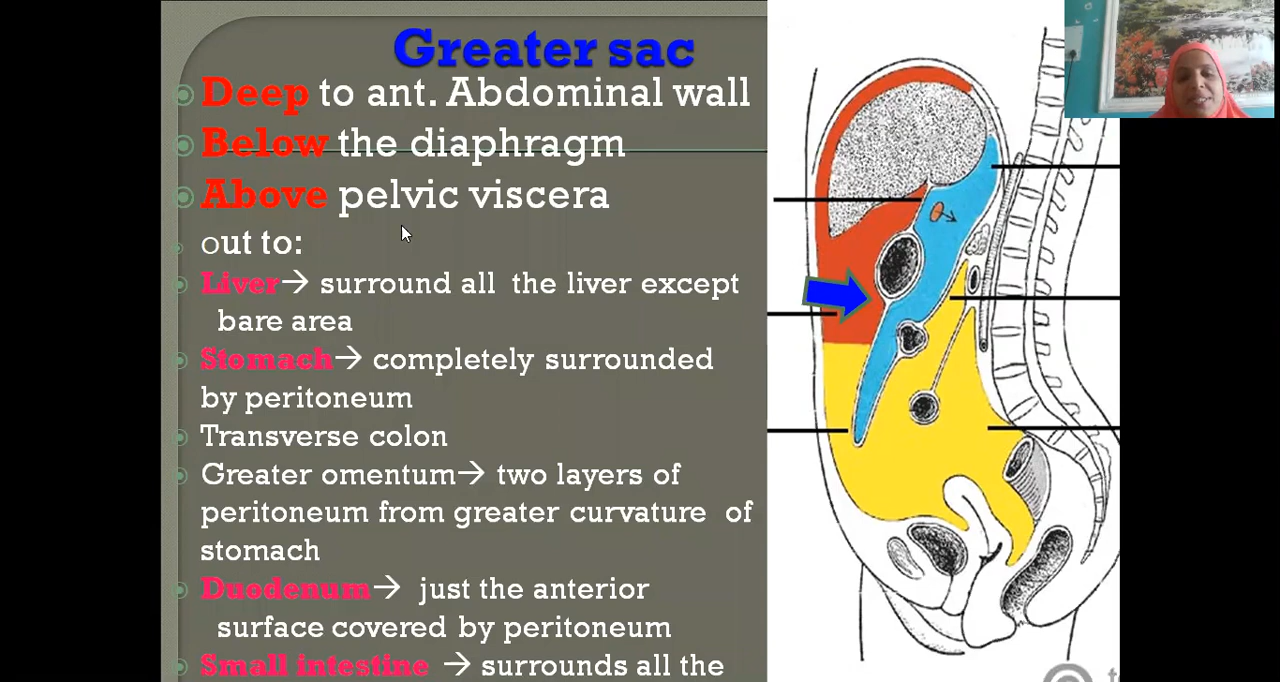 Greater sac
Deep to ant. Abdominal wall
Below the diaphragm
Above pelvic viscera
out to:
Liver→ surround all the liver except
bare area
Stomach→ completely surrounded
by peritoneum
Transverse colon
Greater omentum→ two layers of
peritoneum from greater curvature of
stomach
Duodenum→ just the anterior
surface covered by peritoneum
Small intestine → surrounds all the